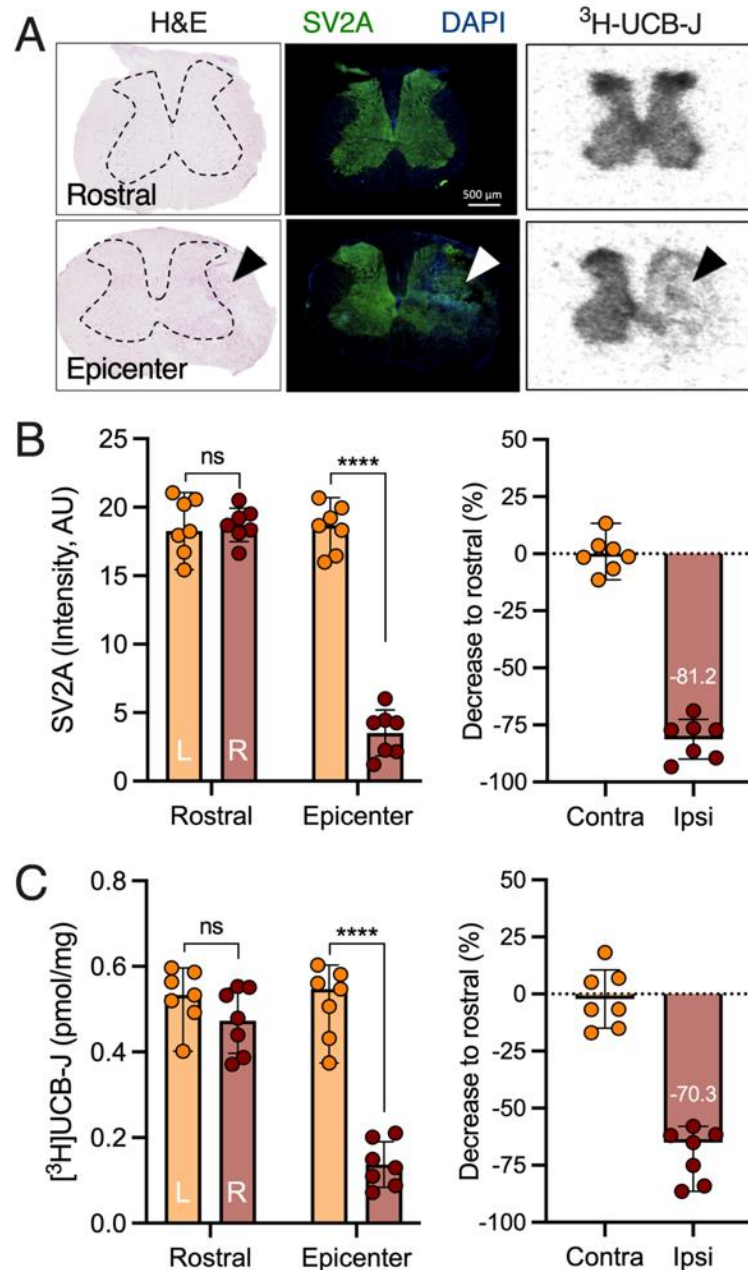 A
H&E
SV2A
DAPI
³H-UCB-J
Rostral
500 µm
Epicenter
B
SV2A (Intensity, AU)
25
20
15
10
5
0
ns
****
L
R
Rostral
Epicenter
Decrease to rostral (%)
50
25
0
-25
-50
-75
-100
-81.2
Contra
Ipsi
C
[³H]UCB-J (pmol/mg)
0.8
0.6
0.4
0.2
0.0
ns
****
L
R
Rostral
Epicenter
Decrease to rostral (%)
50
25
0
-25
-50
-75
-100
-70.3
Contra
Ipsi